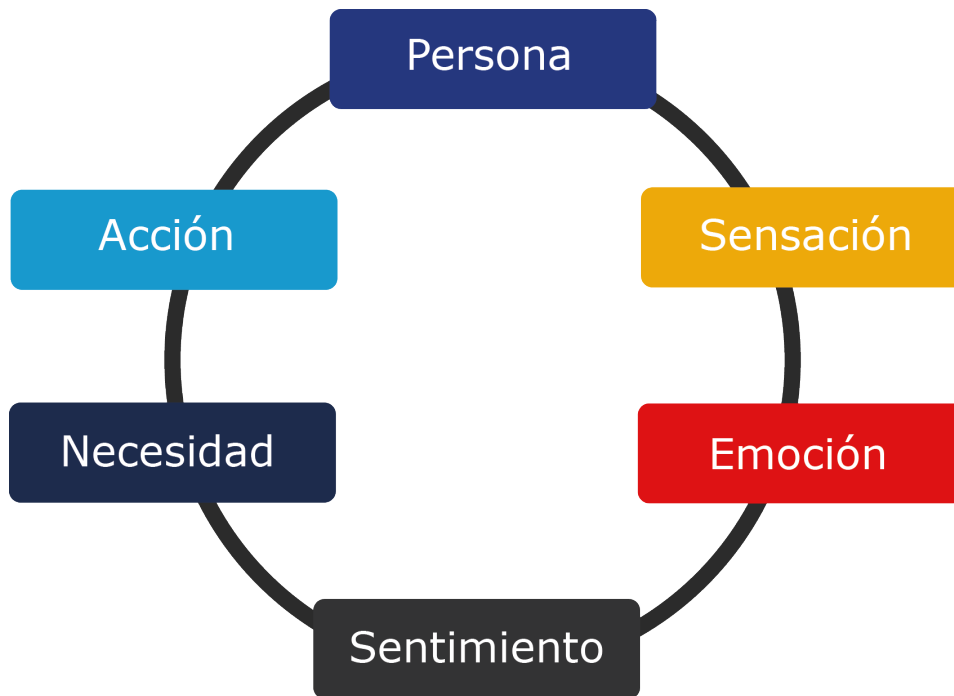 Persona
Acción
Sensación
Necesidad
Emoción
Sentimiento